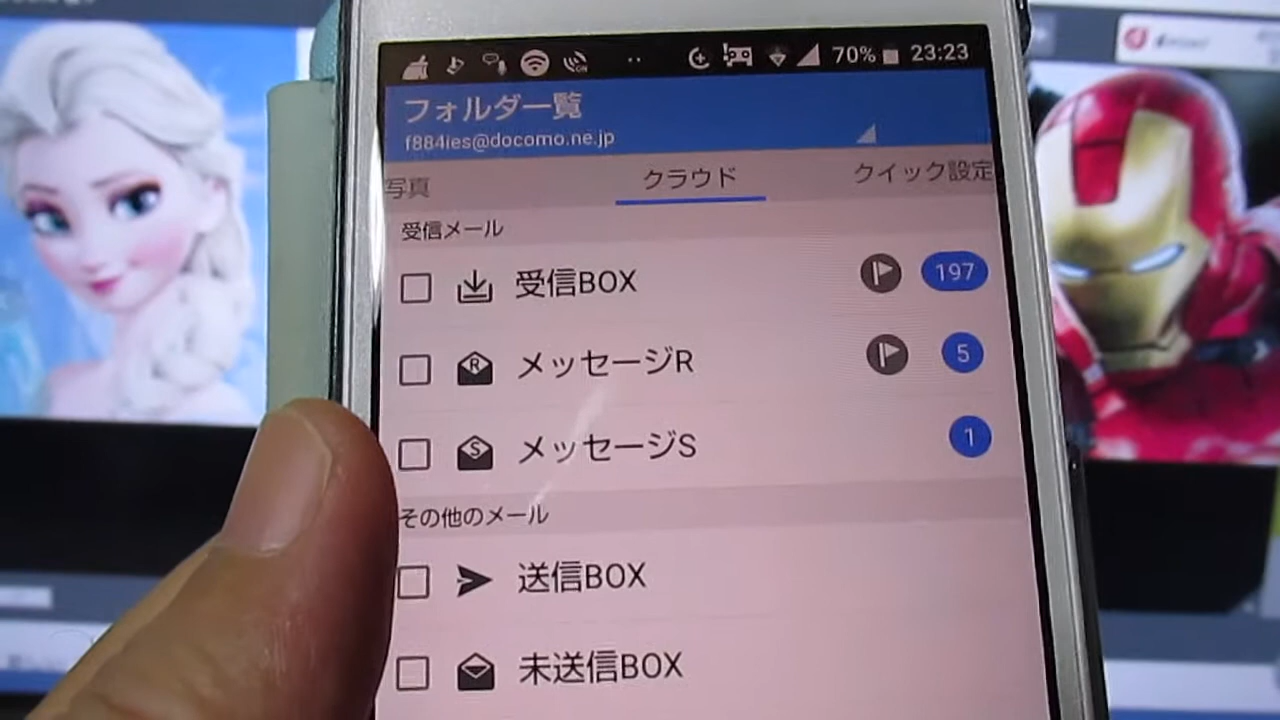 70% 23:23
フォルダ一覧
f884ies@docomo.ne.jp
写真 クラウド クイック設定
受信メール
受信BOX 197
メッセージR 5
メッセージS 1
その他のメール
送信BOX
未送信BOX